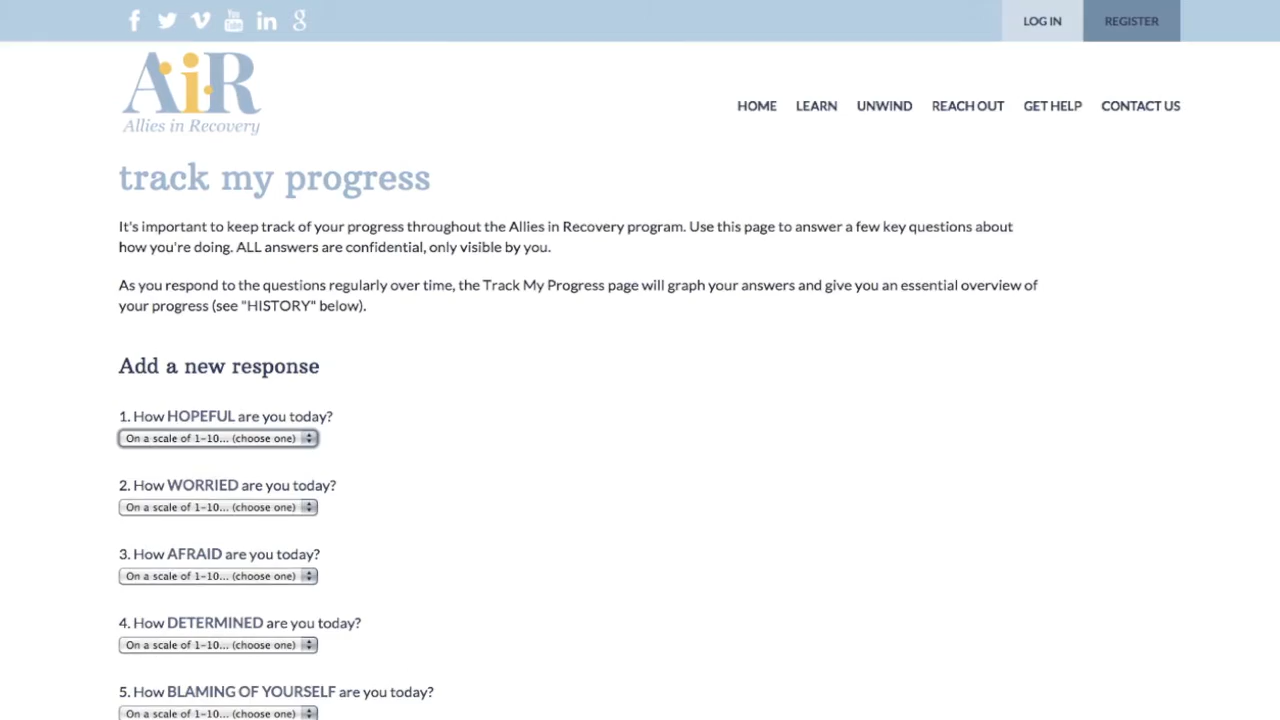 LOG IN
REGISTER
AiR
Allies in Recovery
HOME LEARN UNWIND REACH OUT GET HELP CONTACT US
track my progress
It's important to keep track of your progress throughout the Allies in Recovery program. Use this page to answer a few key questions about
how you're doing. ALL answers are confidential, only visible by you.
As you respond to the questions regularly over time, the Track My Progress page will graph your answers and give you an essential overview of
your progress (see "HISTORY" below).
Add a new response
1. How HOPEFUL are you today?
On a scale of 1-10... (choose one)
2. How WORRIED are you today?
On a scale of 1-10... (choose one)
3. How AFRAID are you today?
On a scale of 1-10... (choose one)
4. How DETERMINED are you today?
On a scale of 1-10... (choose one)
5. How BLAMING OF YOURSELF are you today?
On a scale of 1-10... (choose one)